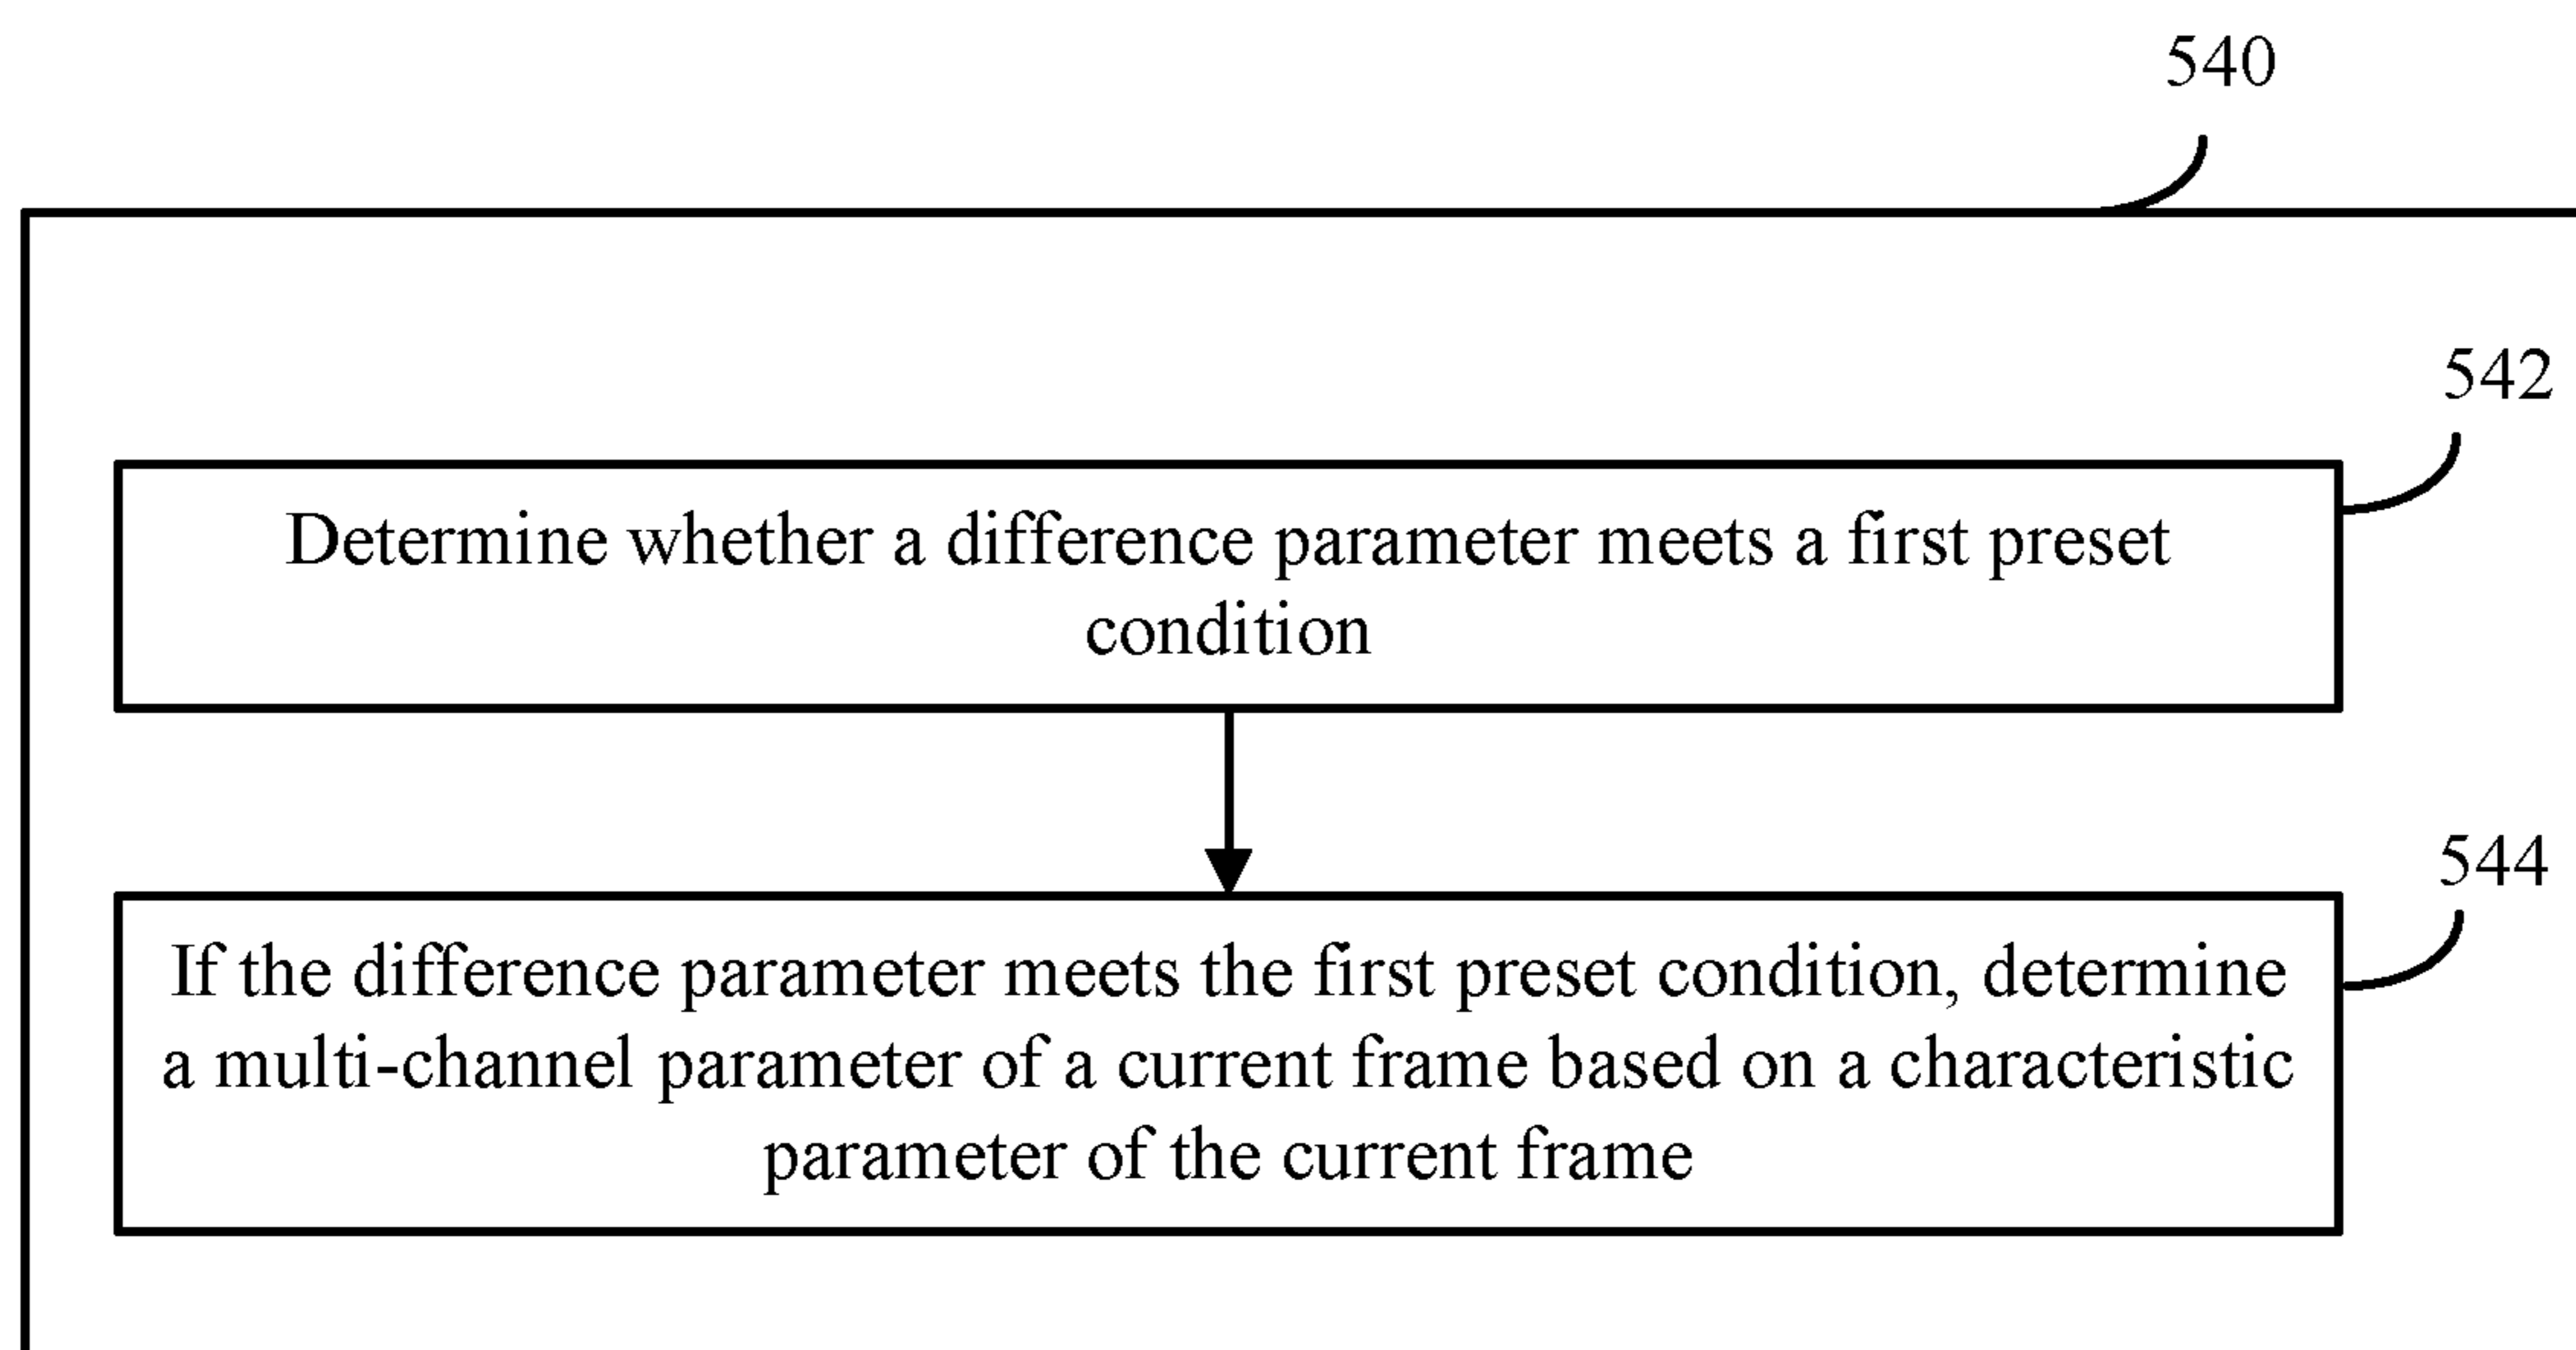 540
542
Determine whether a difference parameter meets a first preset
condition
544
If the difference parameter meets the first preset condition, determine
a multi-channel parameter of a current frame based on a characteristic
parameter of the current frame